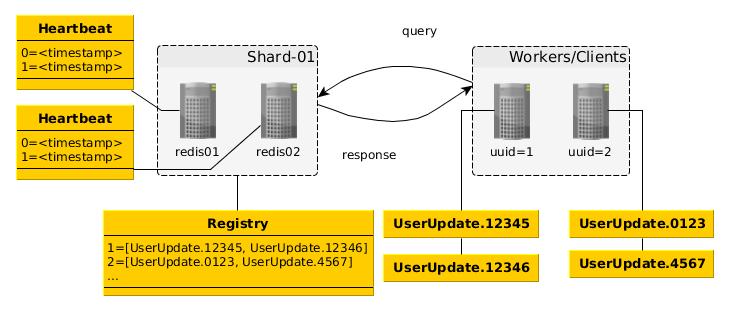 query
Heartbeat
0=<timestamp>
1=<timestamp>
Shard-01
redis01
redis02
Workers/Clients
uuid=1
uuid=2
Heartbeat
0=<timestamp>
1=<timestamp>
response
Registry
1=[UserUpdate.12345, UserUpdate.12346]
2=[UserUpdate.0123, UserUpdate.4567]
...
UserUpdate.12345
UserUpdate.12346
UserUpdate.0123
UserUpdate.4567